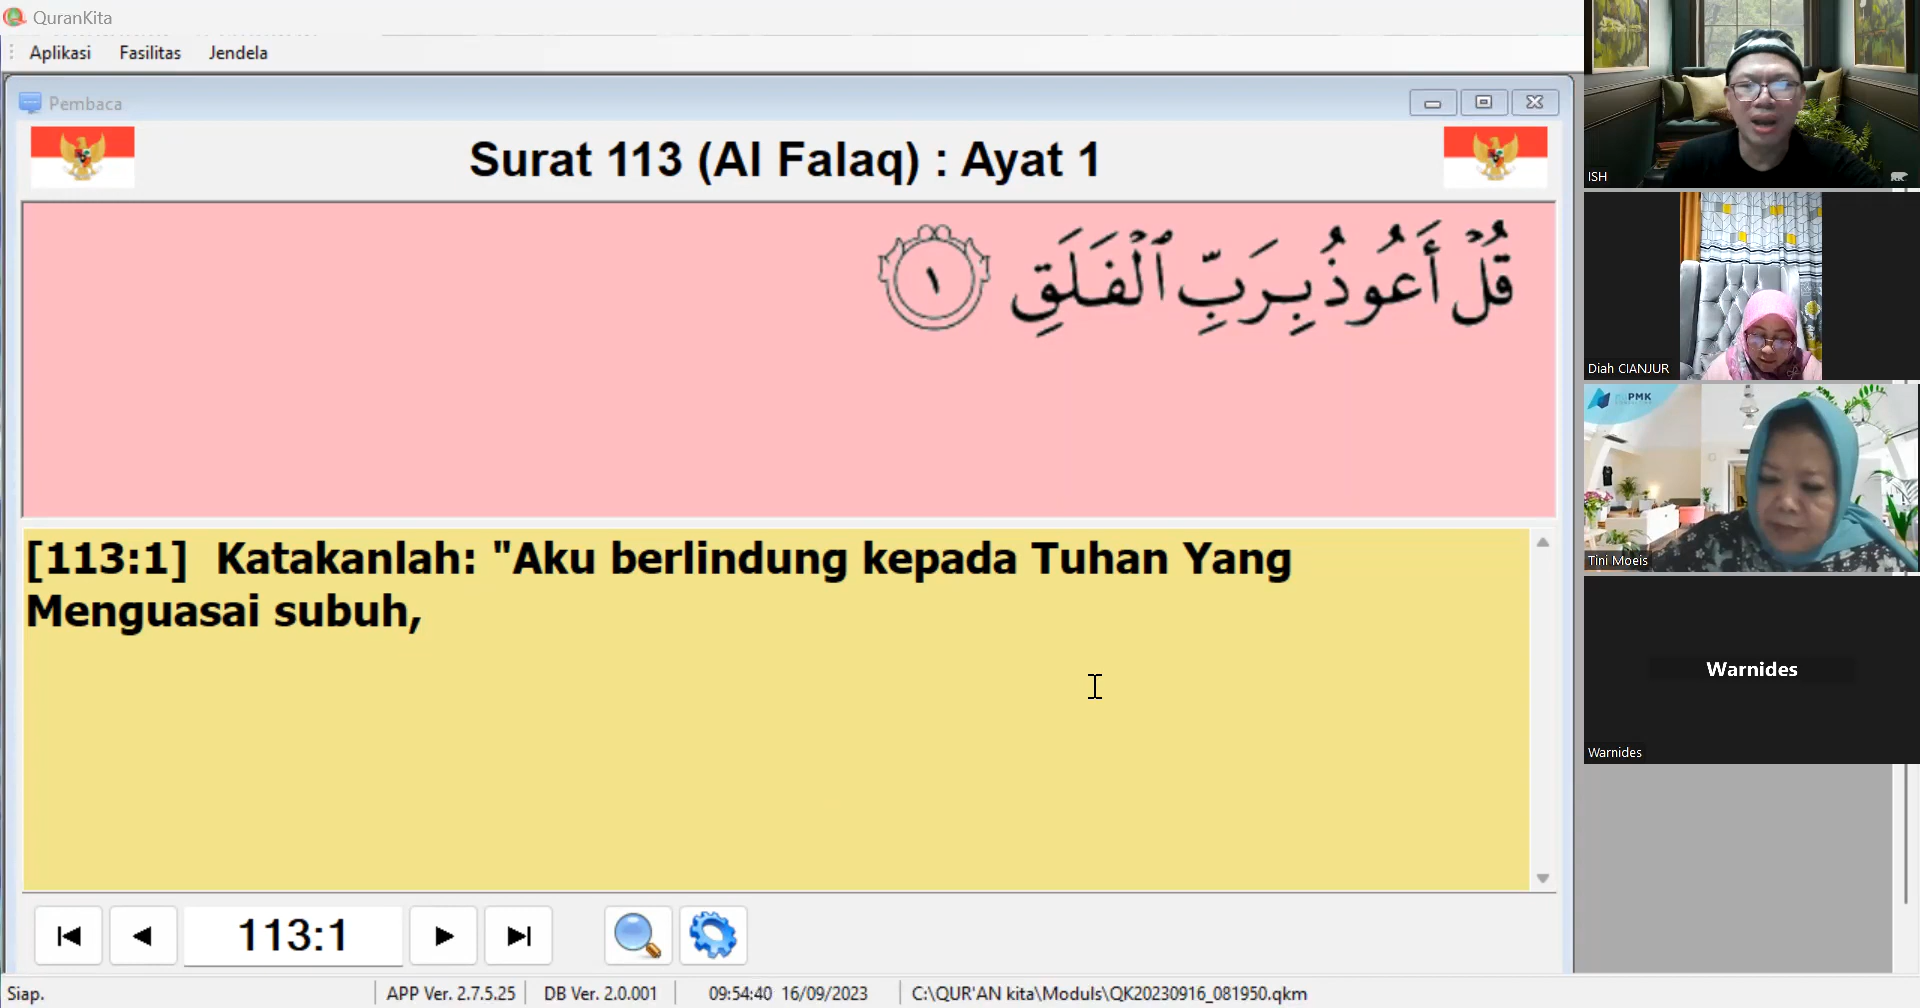 QuranKita
Aplikasi Fasilitas Jendela
Pembaca
Surat 113 (Al Falaq) : Ayat 1
قُلْ أَعُوذُ بِرَبِّ ٱلْفَلَقِ ١
[113:1] Katakanlah: "Aku berlindung kepada Tuhan Yang
Menguasai subuh,
113:1
Siap. APP Ver. 2.7.5.25 DB Ver. 2.0.001 09:54:40 16/09/2023 C:\QUR'AN kita\Moduls\QK20230916_081950.qkm
ISH
Diah CIANJUR
PMK
Tini Moeis
Warnides
Warnides